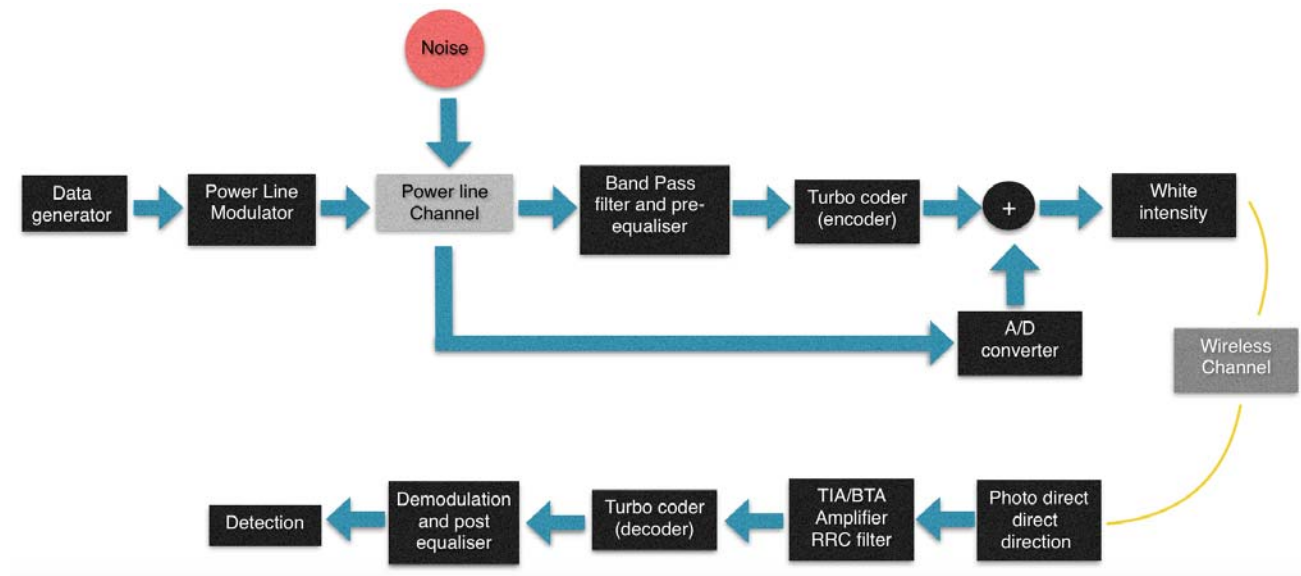 Noise
Data
generator
Power Line
Modulator
Power line
Channel
Band Pass
filter and pre-
equaliser
Turbo coder
(encoder)
+
White
intensity
A/D
converter
Wireless
Channel
Photo direct
direct
direction
TIA/BTA
Amplifier
RRC filter
Turbo coder
(decoder)
Demodulation
and post
equaliser
Detection